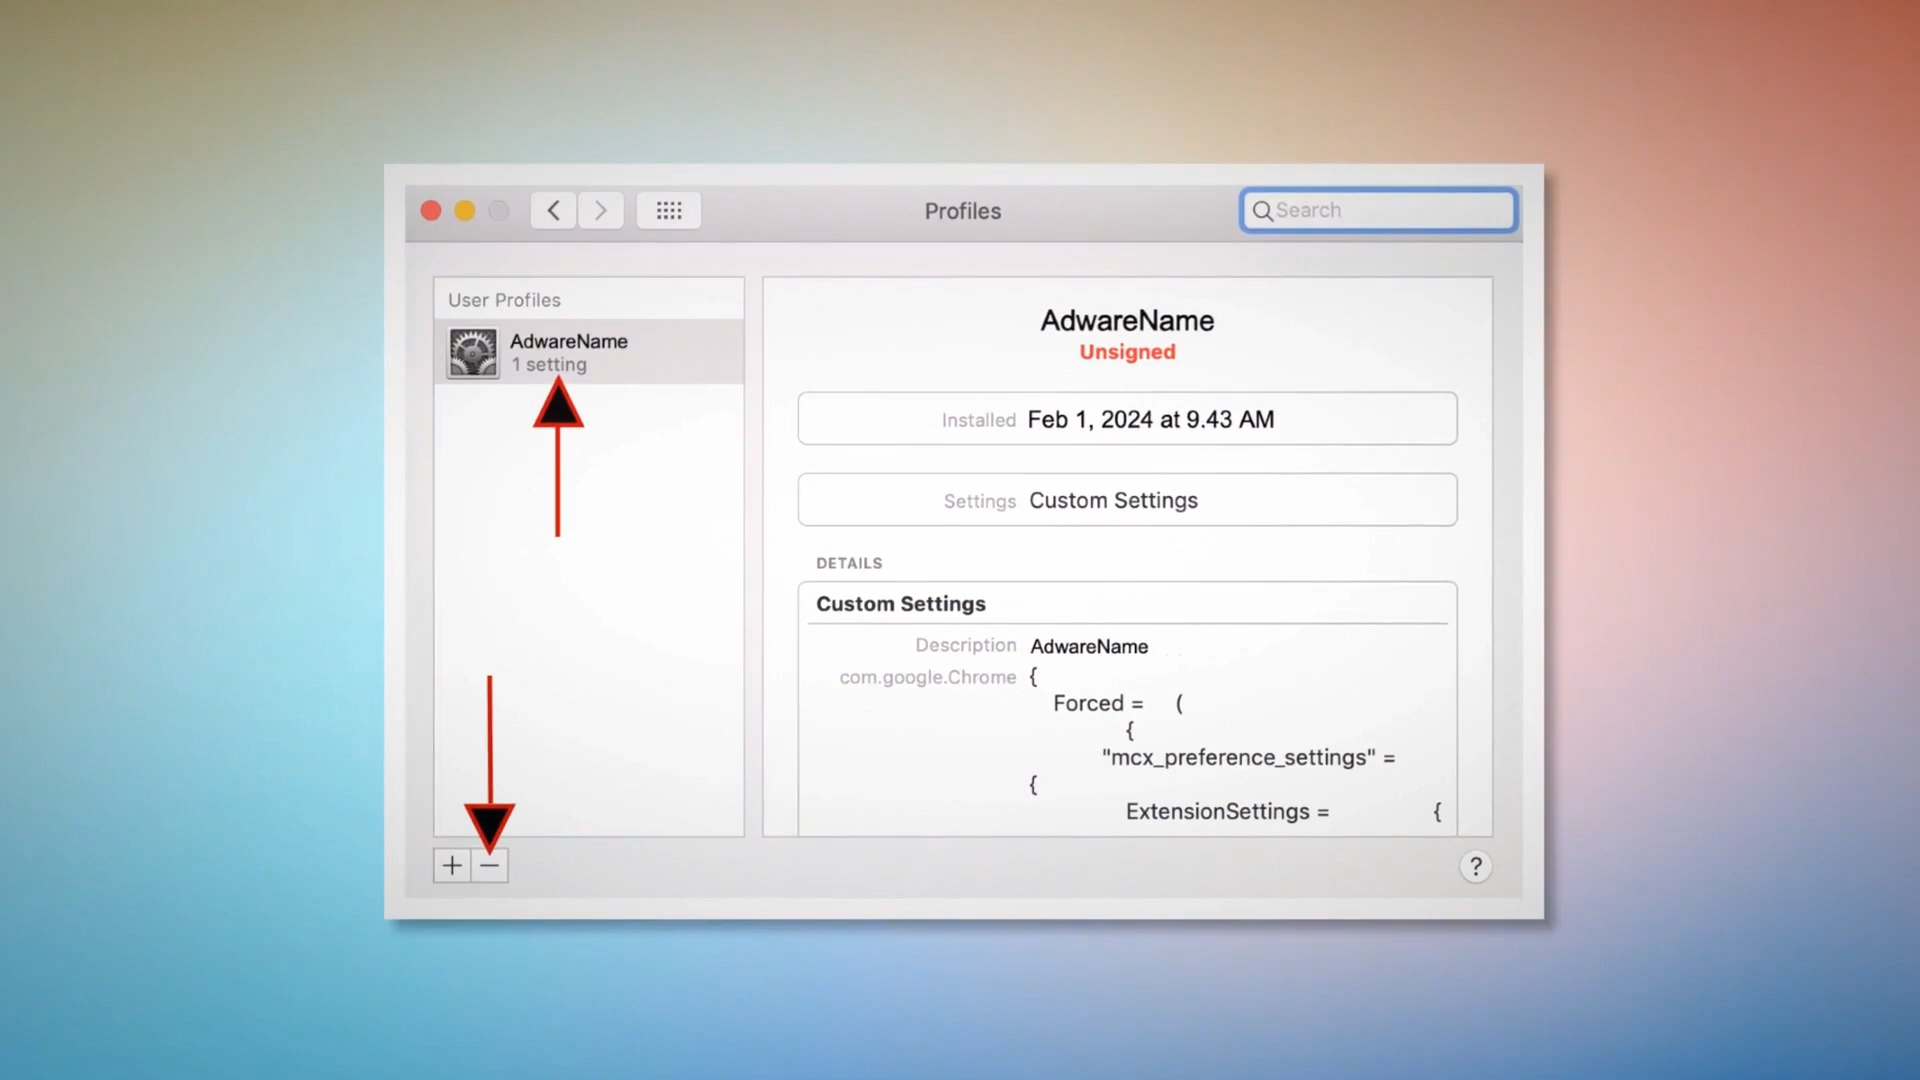 Profiles
Search
User Profiles
AdwareName
1 setting
AdwareName
Unsigned
Installed Feb 1, 2024 at 9.43 AM
Settings Custom Settings
DETAILS
Custom Settings
Description AdwareName
com.google.Chrome {
Forced = (
{
"mcx_preference_settings" =
{
ExtensionSettings = {
+ −
?